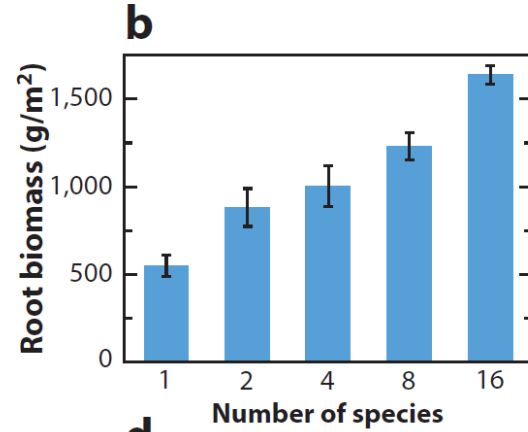 b
Root biomass (g/m²)
1,500
1,000
500
0
1 2 4 8 16
Number of species
d